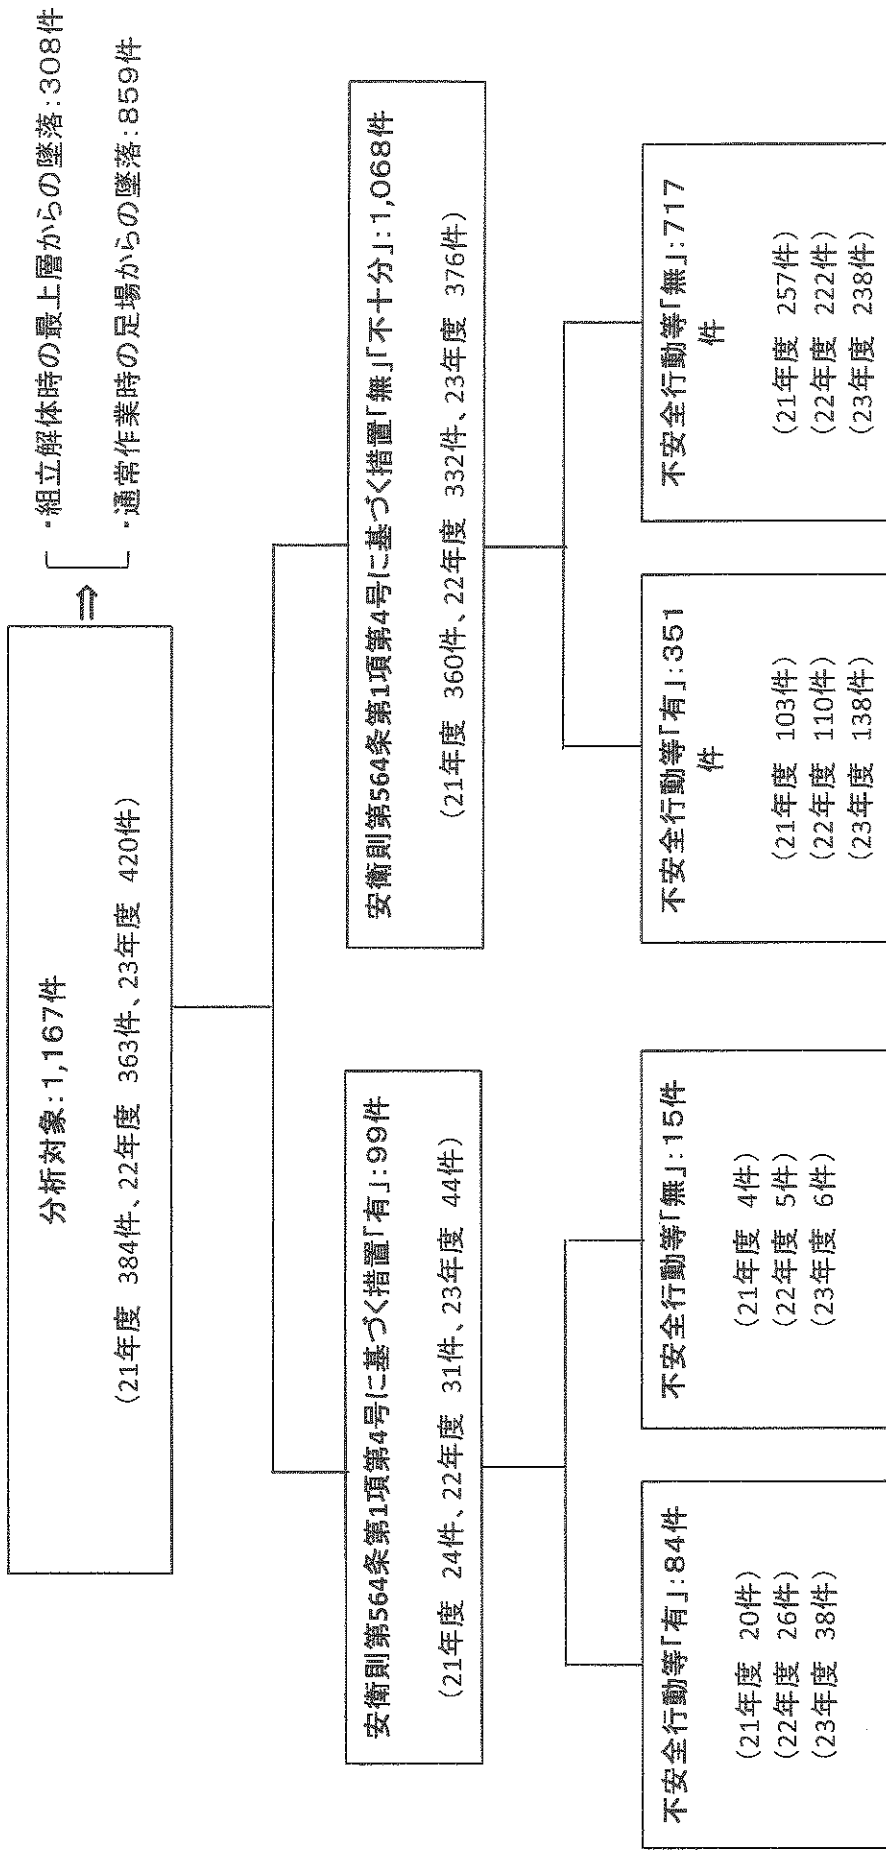 分析対象:1,167件
(21年度 384件、22年度 363件、23年度 420件)
⇒
・組立解体時の最上層からの墜落:308件
・通常作業時の足場からの墜落:859件
安衛則第564条第1項第4号に基づく措置「有」:99件
(21年度 24件、22年度 31件、23年度 44件)
安衛則第564条第1項第4号に基づく措置「無」「不十分」:1,068件
(21年度 360件、22年度 332件、23年度 376件)
不安全行動等「有」:84件
(21年度 20件)
(22年度 26件)
(23年度 38件)
不安全行動等「無」:15件
(21年度 4件)
(22年度 5件)
(23年度 6件)
不安全行動等「有」:351
件
(21年度 103件)
(22年度 110件)
(23年度 138件)
不安全行動等「無」:717
件
(21年度 257件)
(22年度 222件)
(23年度 238件)